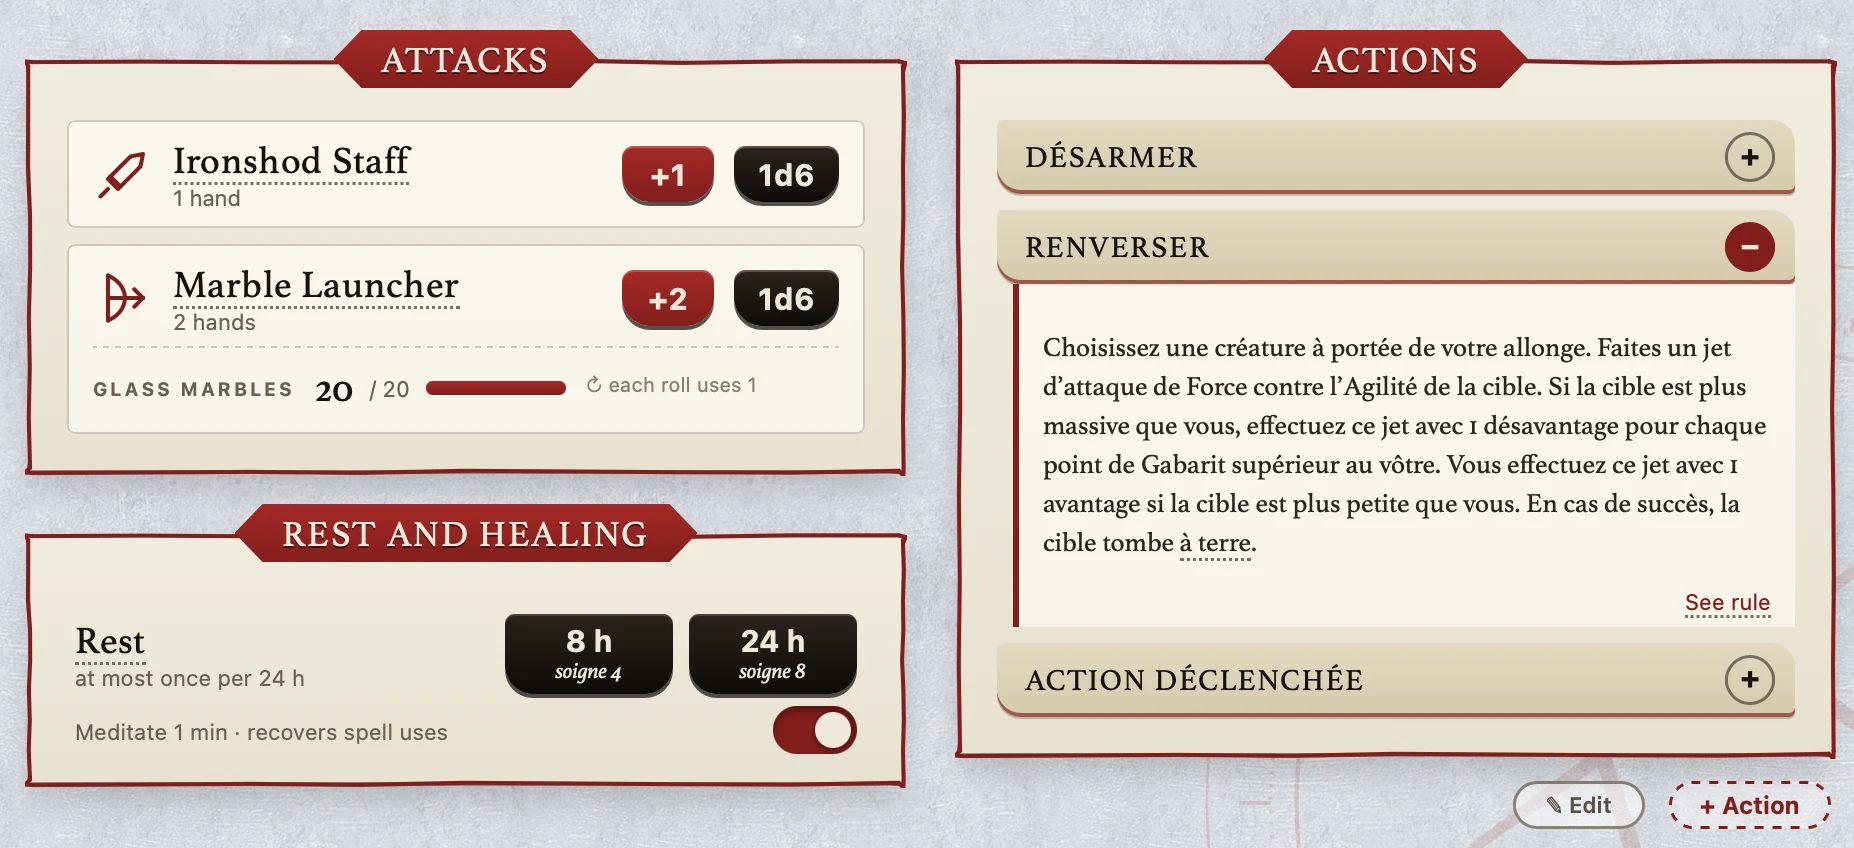 ATTACKS
Ironshod Staff
1 hand
+1
1d6
Marble Launcher
2 hands
+2
1d6
GLASS MARBLES 20 / 20 ↻ each roll uses 1
REST AND HEALING
Rest
at most once per 24 h
8 h
soigne 4
24 h
soigne 8
Meditate 1 min · recovers spell uses
ACTIONS
DÉSARMER
+
RENVERSER
−
Choisissez une créature à portée de votre allonge. Faites un jet
d’attaque de Force contre l’Agilité de la cible. Si la cible est plus
massive que vous, effectuez ce jet avec 1 désavantage pour chaque
point de Gabarit supérieur au vôtre. Vous effectuez ce jet avec 1
avantage si la cible est plus petite que vous. En cas de succès, la
cible tombe à terre.
See rule
ACTION DÉCLENCHÉE
+
✎ Edit
+ Action